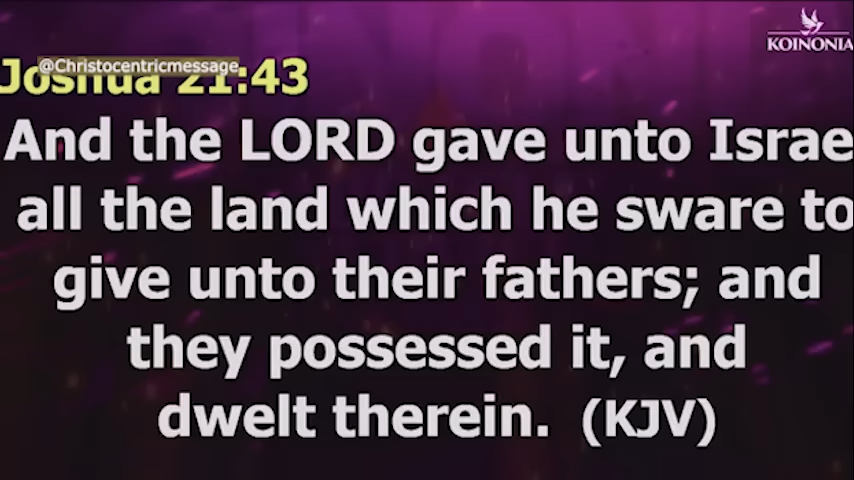 KOINONIA
@Christocentricmessage
Joshua 21:43
And the LORD gave unto Israe
all the land which he sware to
give unto their fathers; and
they possessed it, and
dwelt therein. (KJV)